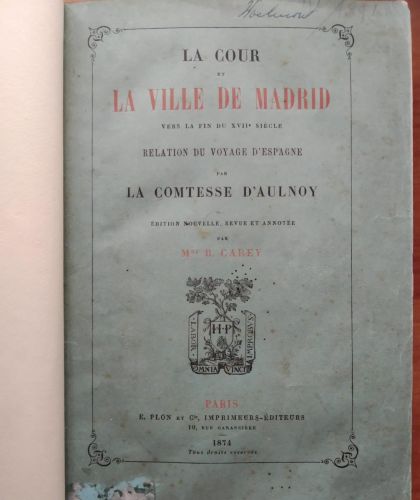 LA COUR
ET
LA VILLE DE MADRID
VERS LA FIN DU XVIIe SIÈCLE
RELATION DU VOYAGE D'ESPAGNE
PAR
LA COMTESSE D'AULNOY
ÉDITION NOUVELLE, REVUE ET ANNOTÉE
PAR
Mme B. CAREY
H·P
LABOR OMNIA VINCIT IMPROBUS
PARIS
E. PLON ET Cie, IMPRIMEURS-ÉDITEURS
10, RUE GARANCIÈRE
1874
Tous droits réservés